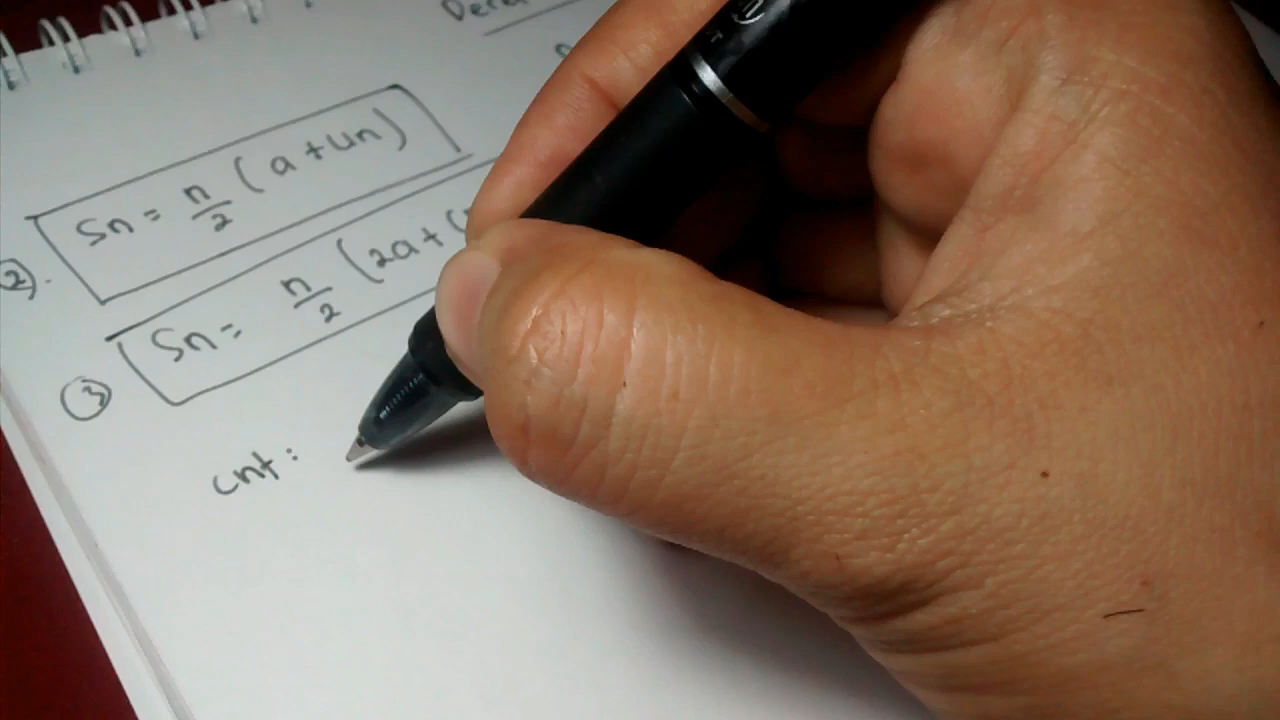 Sn = n/2 (a + Un)
②.
Sn = n/2 (2a + (
③
cnt :